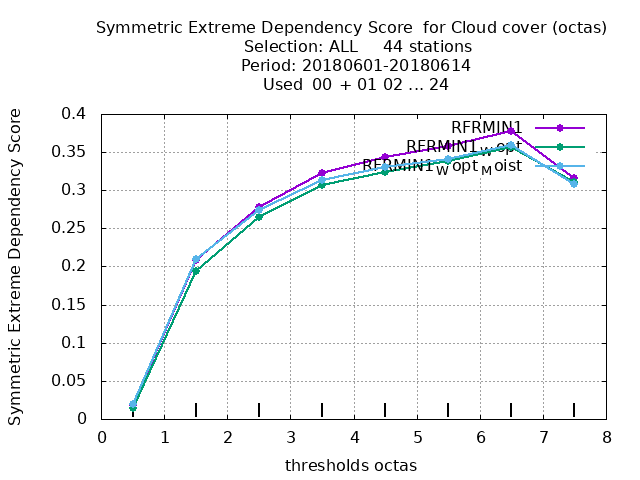 Symmetric Extreme Dependency Score for Cloud cover (octas)
Selection: ALL 44 stations
Period: 20180601-20180614
Used 00 + 01 02 ... 24
Symmetric Extreme Dependency Score
0.4
0.35
0.3
0.25
0.2
0.15
0.1
0.05
0
RFRMIN1
RFRMIN1Wopt
RFRMIN1WoptMoist
0 1 2 3 4 5 6 7 8
thresholds octas